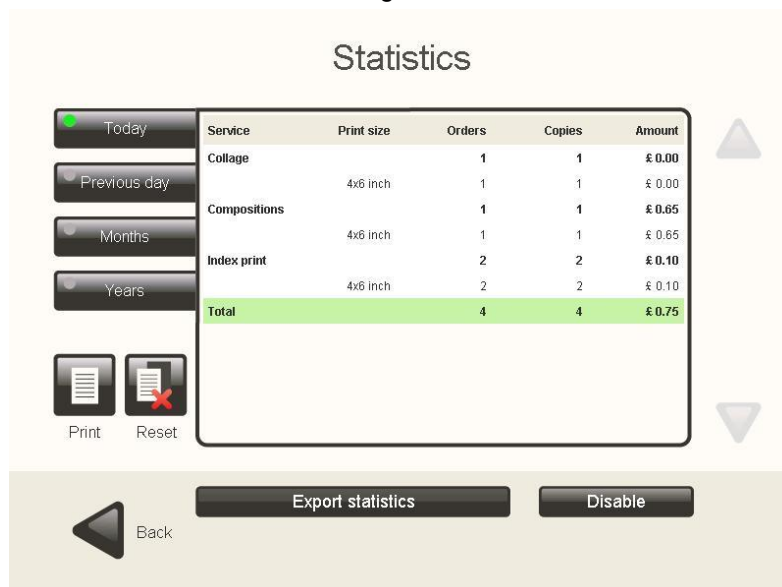 Statistics
Today
Previous day
Months
Years
Service Print size Orders Copies Amount
Collage 1 1 £ 0.00
4x6 inch 1 1 £ 0.00
Compositions 1 1 £ 0.65
4x6 inch 1 1 £ 0.65
Index print 2 2 £ 0.10
4x6 inch 2 2 £ 0.10
Total 4 4 £ 0.75
Print Reset
Export statistics Disable
Back